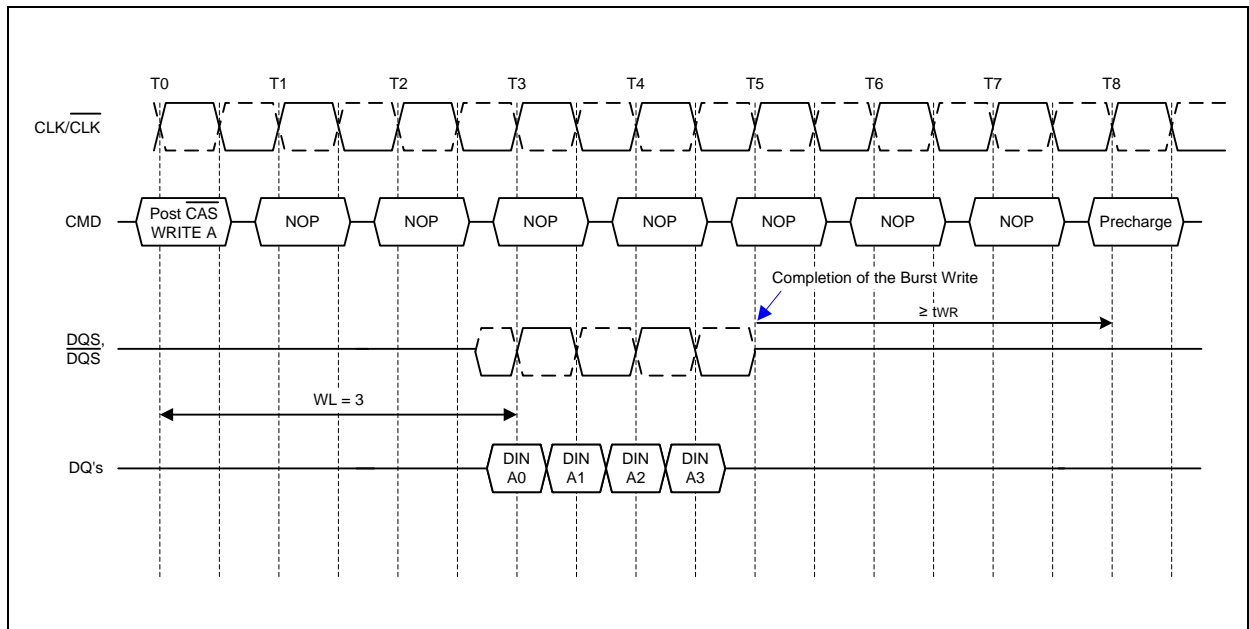 T0 T1 T2 T3 T4 T5 T6 T7 T8
CLK/CLK
CMD
Post CAS
WRITE A
NOP NOP NOP NOP NOP NOP NOP Precharge
Completion of the Burst Write
≥ tWR
DQS,
DQS
WL = 3
DQ's
DIN DIN DIN DIN
A0 A1 A2 A3